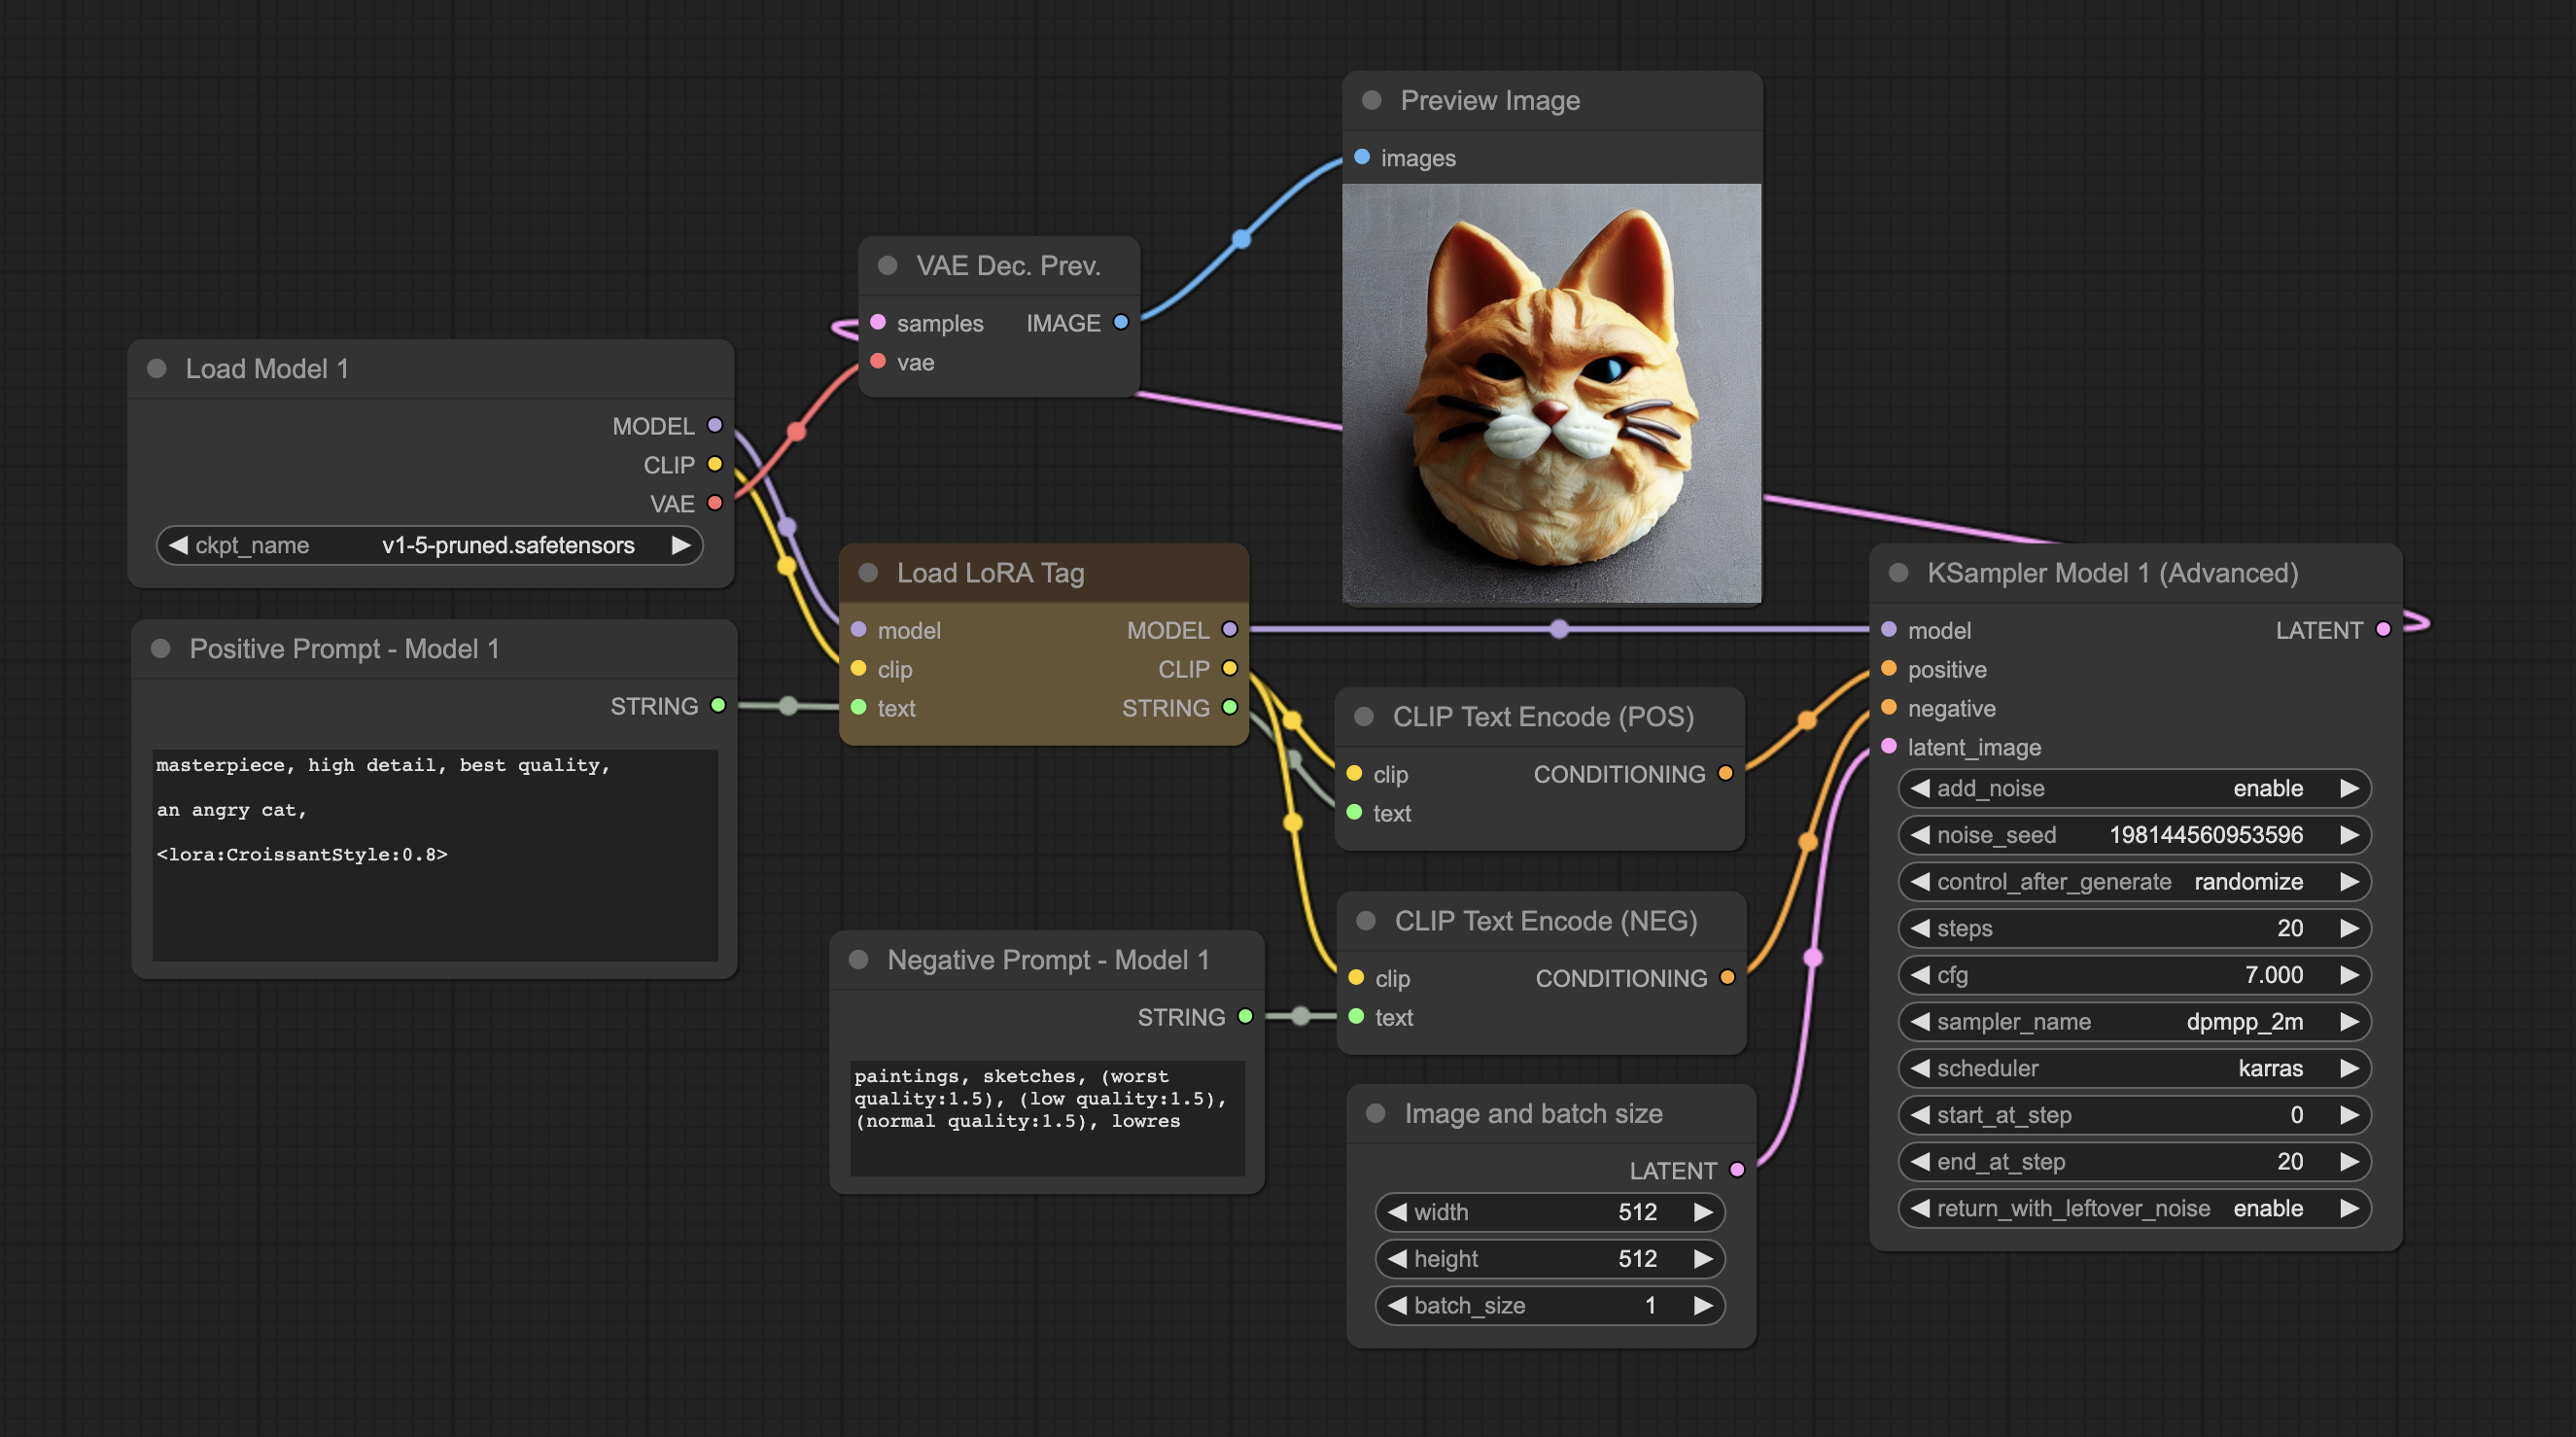 Preview Image
images
VAE Dec. Prev.
samples IMAGE
vae
Load Model 1
MODEL
CLIP
VAE
ckpt_name v1-5-pruned.safetensors
Load LoRA Tag
model MODEL
clip CLIP
text STRING
Positive Prompt - Model 1
STRING
masterpiece, high detail, best quality,
an angry cat,
<lora:CroissantStyle:0.8>
Negative Prompt - Model 1
STRING
paintings, sketches, (worst
quality:1.5), (low quality:1.5),
(normal quality:1.5), lowres
CLIP Text Encode (POS)
clip CONDITIONING
text
CLIP Text Encode (NEG)
clip CONDITIONING
text
Image and batch size
LATENT
width 512
height 512
batch_size 1
KSampler Model 1 (Advanced)
model LATENT
positive
negative
latent_image
add_noise enable
noise_seed 198144560953596
control_after_generate randomize
steps 20
cfg 7.000
sampler_name dpmpp_2m
scheduler karras
start_at_step 0
end_at_step 20
return_with_leftover_noise enable